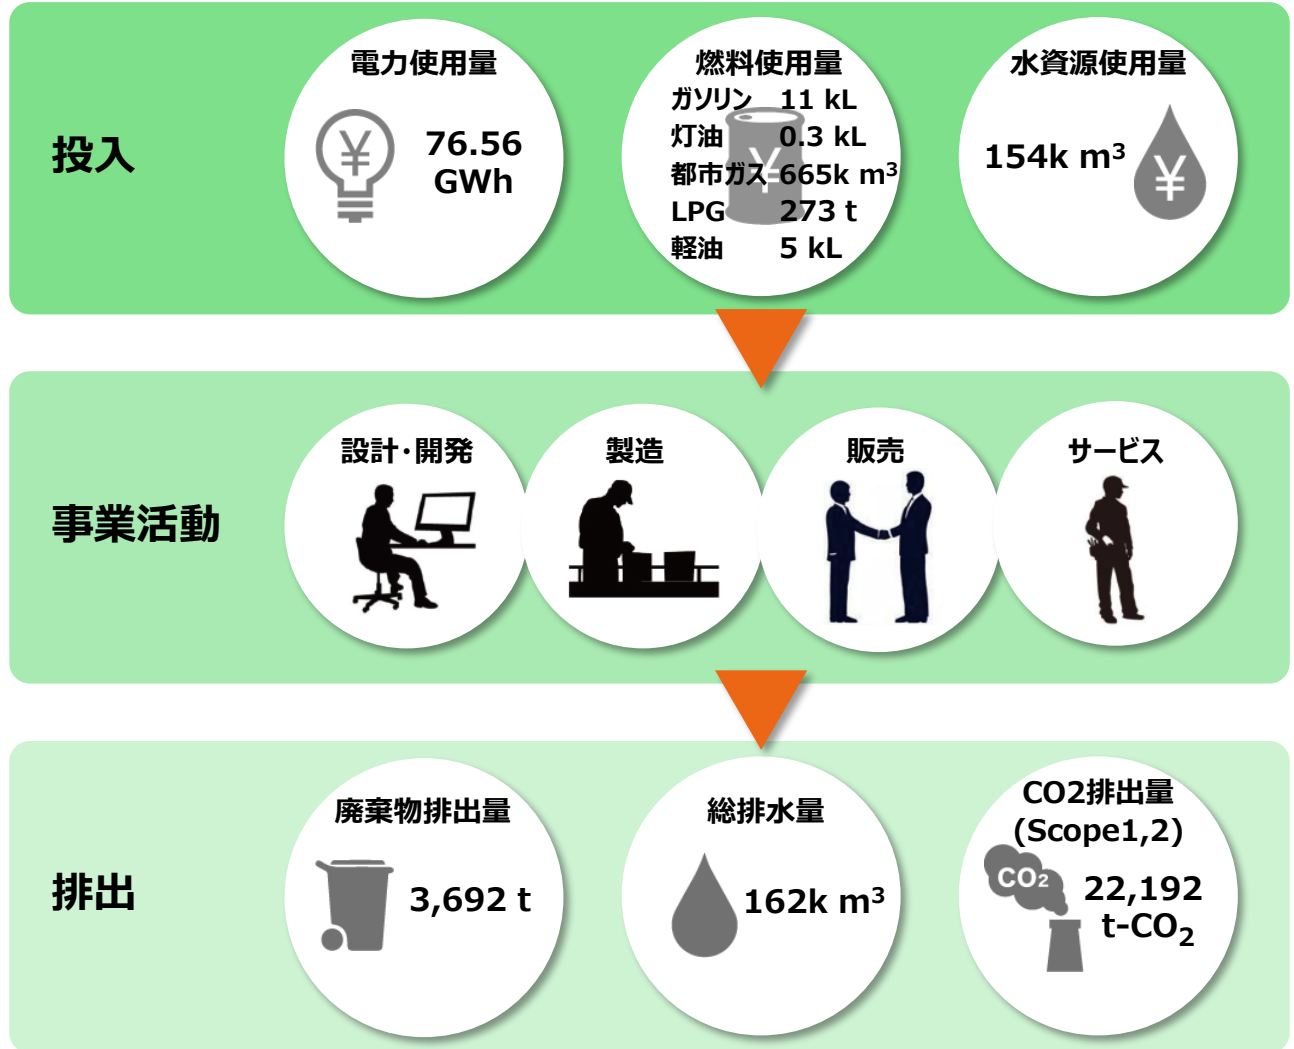 投入
電力使用量
¥
76.56
GWh
燃料使用量
ガソリン 11 kL
灯油 0.3 kL
¥
都市ガス 665k m³
LPG 273 t
軽油 5 kL
水資源使用量
154k m³
¥
事業活動
設計・開発
製造
販売
サービス
排出
廃棄物排出量
3,692 t
総排水量
162k m³
CO2排出量
(Scope1,2)
CO₂
22,192
t-CO₂